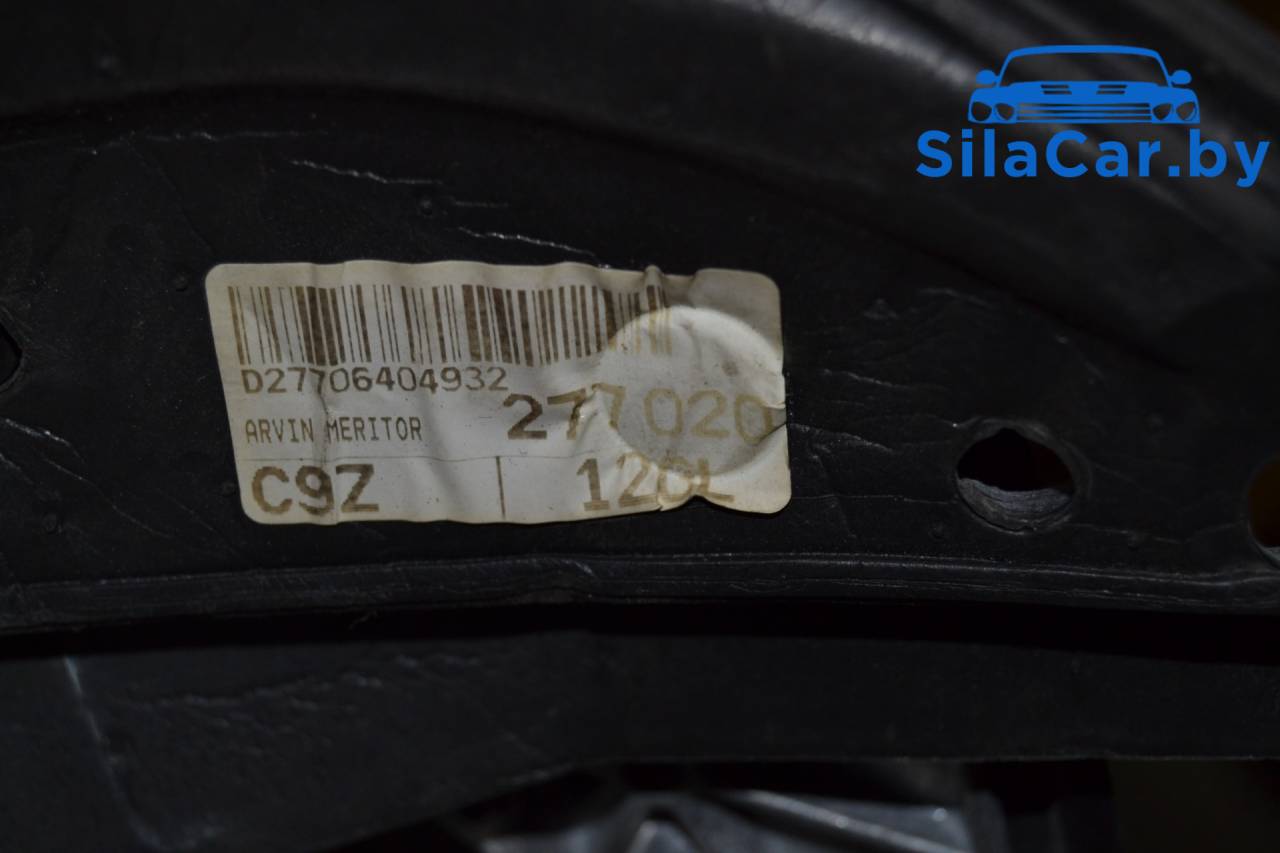 SilaCar.by
D27706404932
ARVIN MERITOR 277020
C9Z 120L